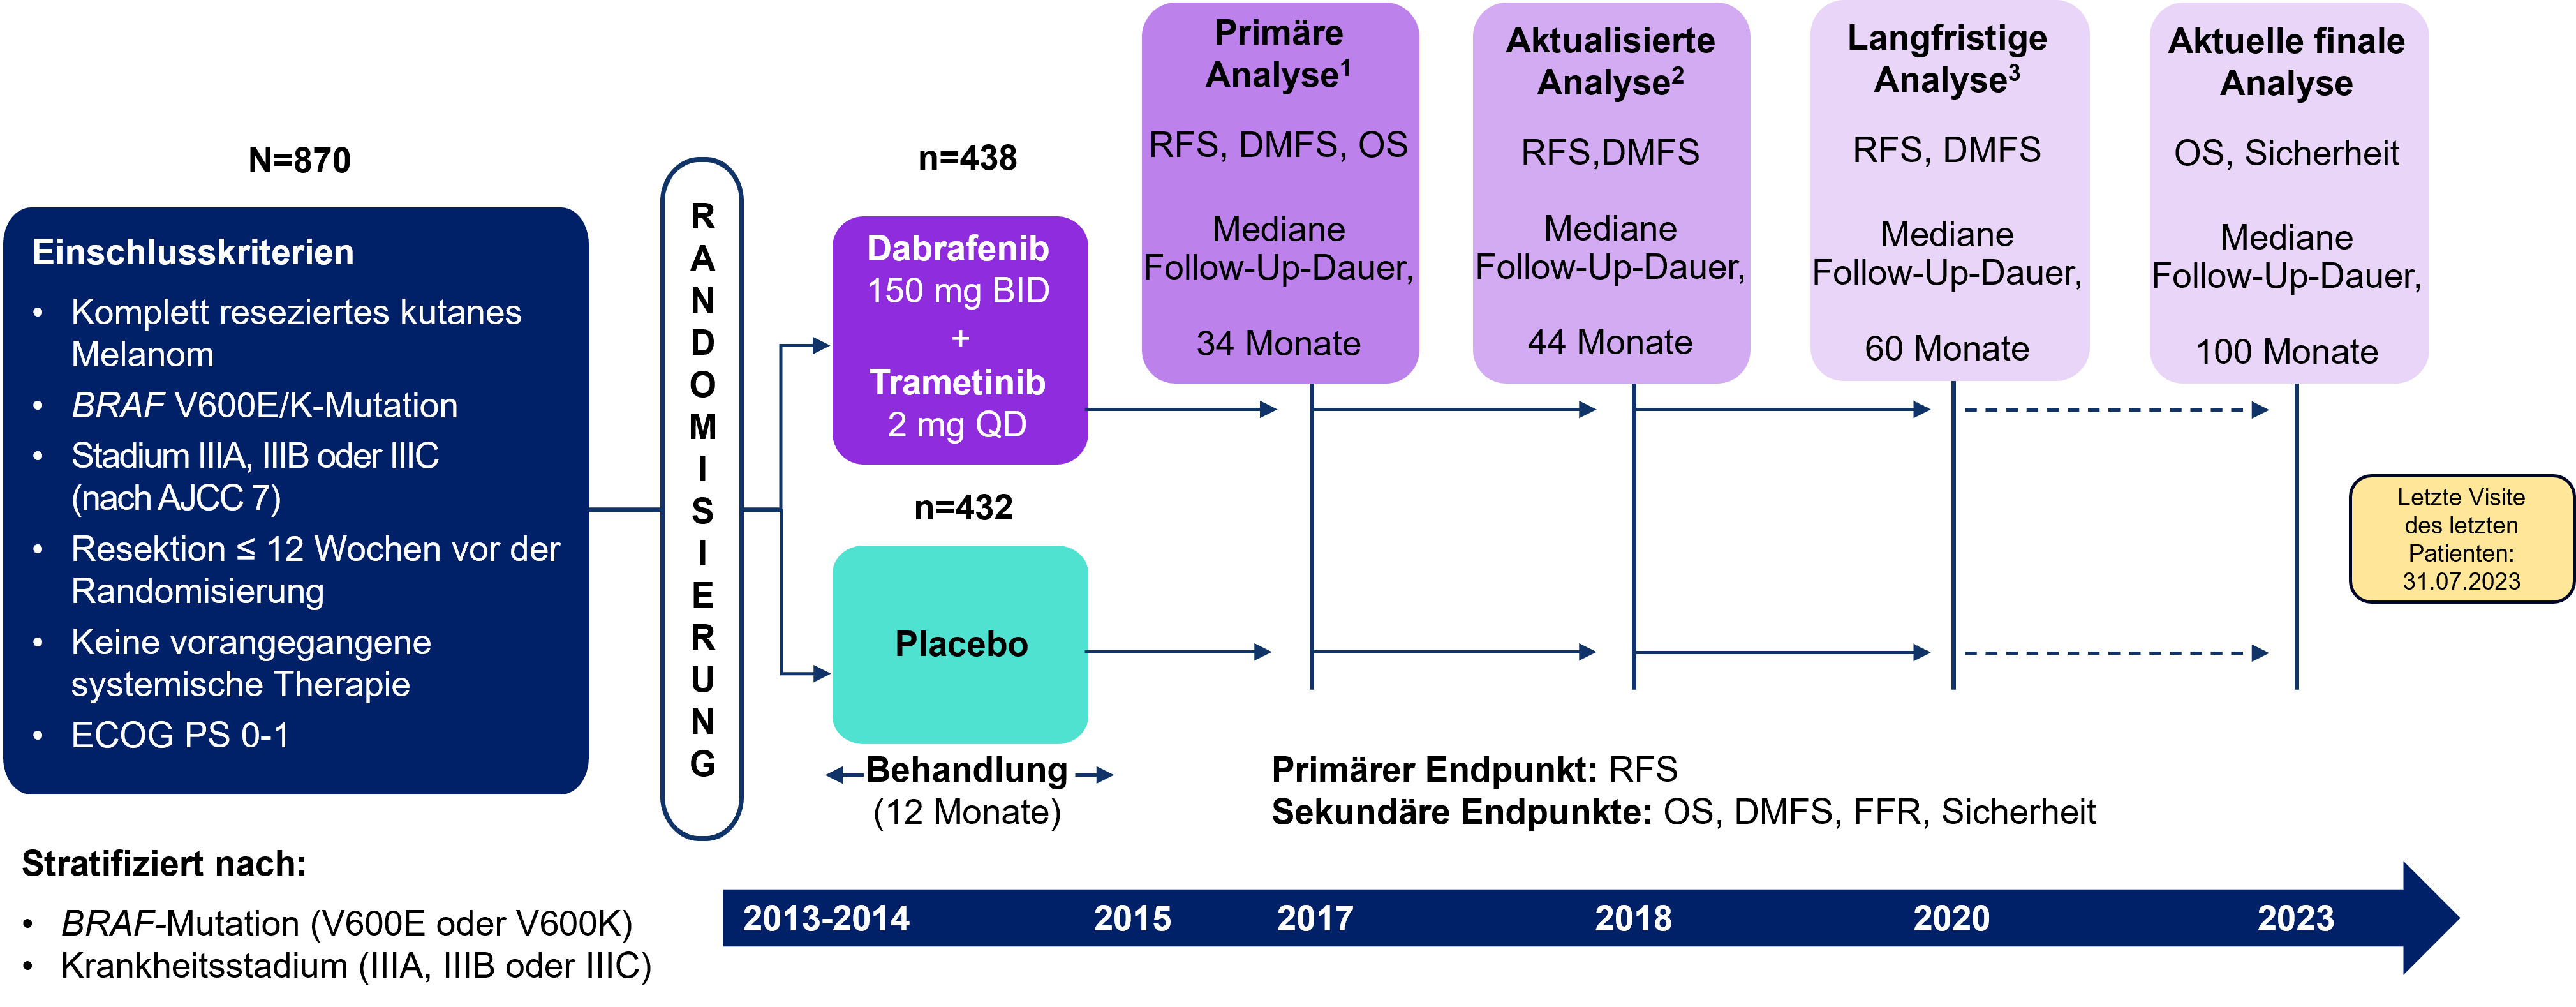 N=870
Einschlusskriterien
• Komplett reseziertes kutanes
Melanom
• BRAF V600E/K-Mutation
• Stadium IIIA, IIIB oder IIIC
(nach AJCC 7)
• Resektion ≤ 12 Wochen vor der
Randomisierung
• Keine vorangegangene
systemische Therapie
• ECOG PS 0-1
Stratifiziert nach:
• BRAF-Mutation (V600E oder V600K)
• Krankheitsstadium (IIIA, IIIB oder IIIC)
RANDOMISIERUNG
n=438
Dabrafenib
150 mg BID
+
Trametinib
2 mg QD
n=432
Placebo
Behandlung
(12 Monate)
Primäre
Analyse¹
RFS, DMFS, OS
Mediane
Follow-Up-Dauer,
34 Monate
Aktualisierte
Analyse²
RFS,DMFS
Mediane
Follow-Up-Dauer,
44 Monate
Langfristige
Analyse³
RFS, DMFS
Mediane
Follow-Up-Dauer,
60 Monate
Aktuelle finale
Analyse
OS, Sicherheit
Mediane
Follow-Up-Dauer,
100 Monate
Letzte Visite
des letzten
Patienten:
31.07.2023
Primärer Endpunkt: RFS
Sekundäre Endpunkte: OS, DMFS, FFR, Sicherheit
2013-2014 2015 2017 2018 2020 2023